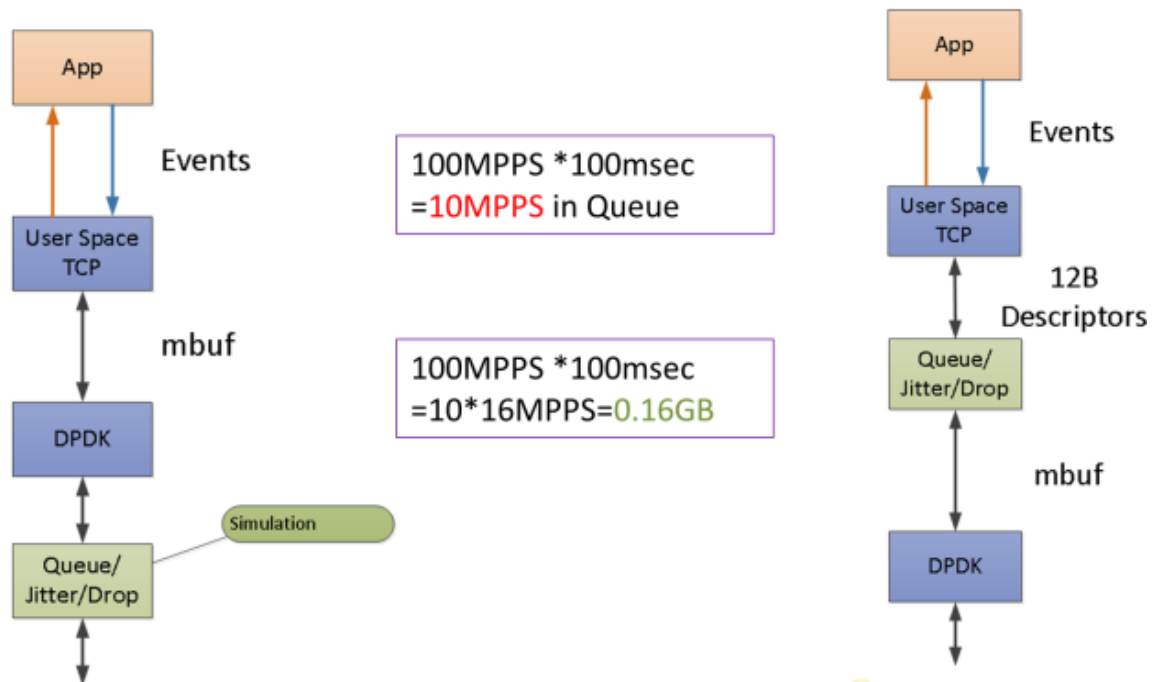 App
Events
User Space
TCP
mbuf
DPDK
Simulation
Queue/
Jitter/Drop
100MPPS *100msec
=10MPPS in Queue
100MPPS *100msec
=10*16MPPS=0.16GB
App
Events
User Space
TCP
12B
Descriptors
Queue/
Jitter/Drop
mbuf
DPDK